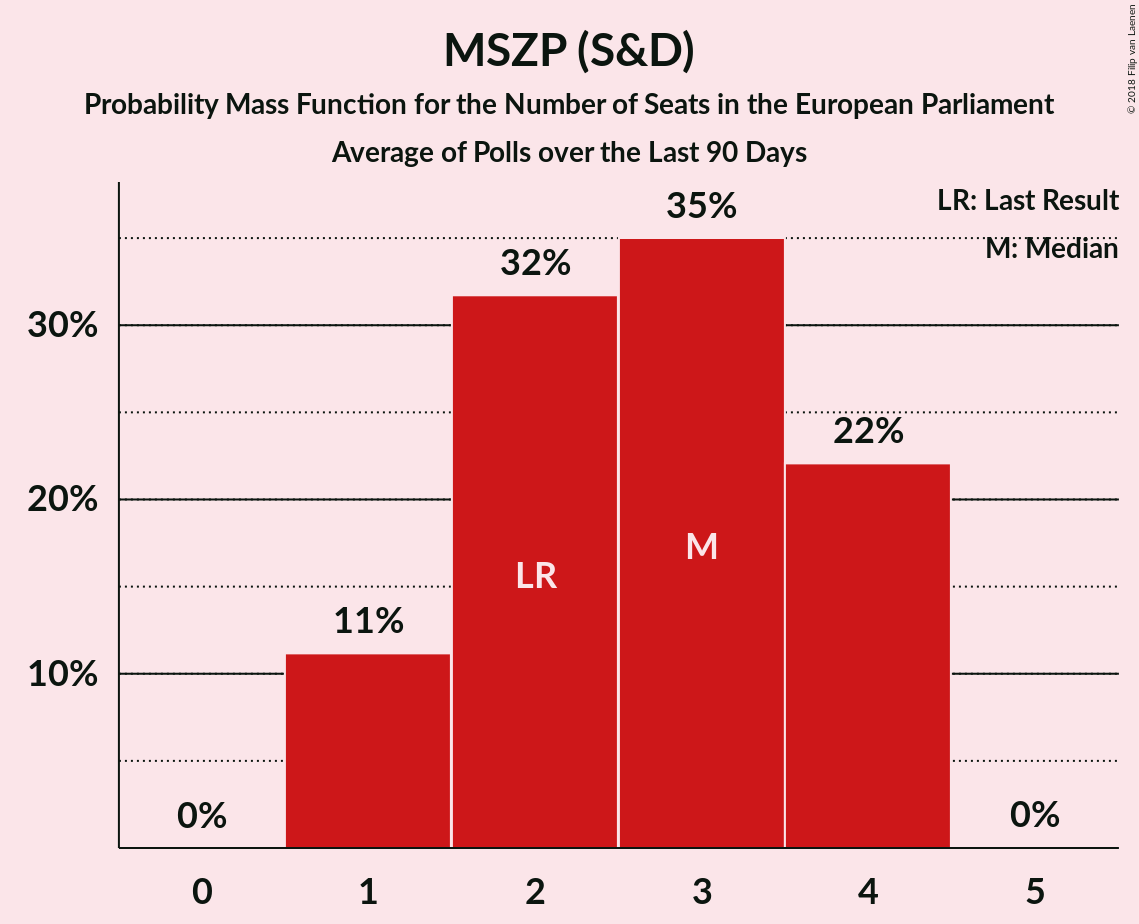 MSZP (S&D)
Probability Mass Function for the Number of Seats in the European Parliament
Average of Polls over the Last 90 Days
© 2018 Filip van Laenen
LR: Last Result
M: Median
35%
32%
30%
22%
20%
M
LR
11%
10%
0%
0%
0 1 2 3 4 5